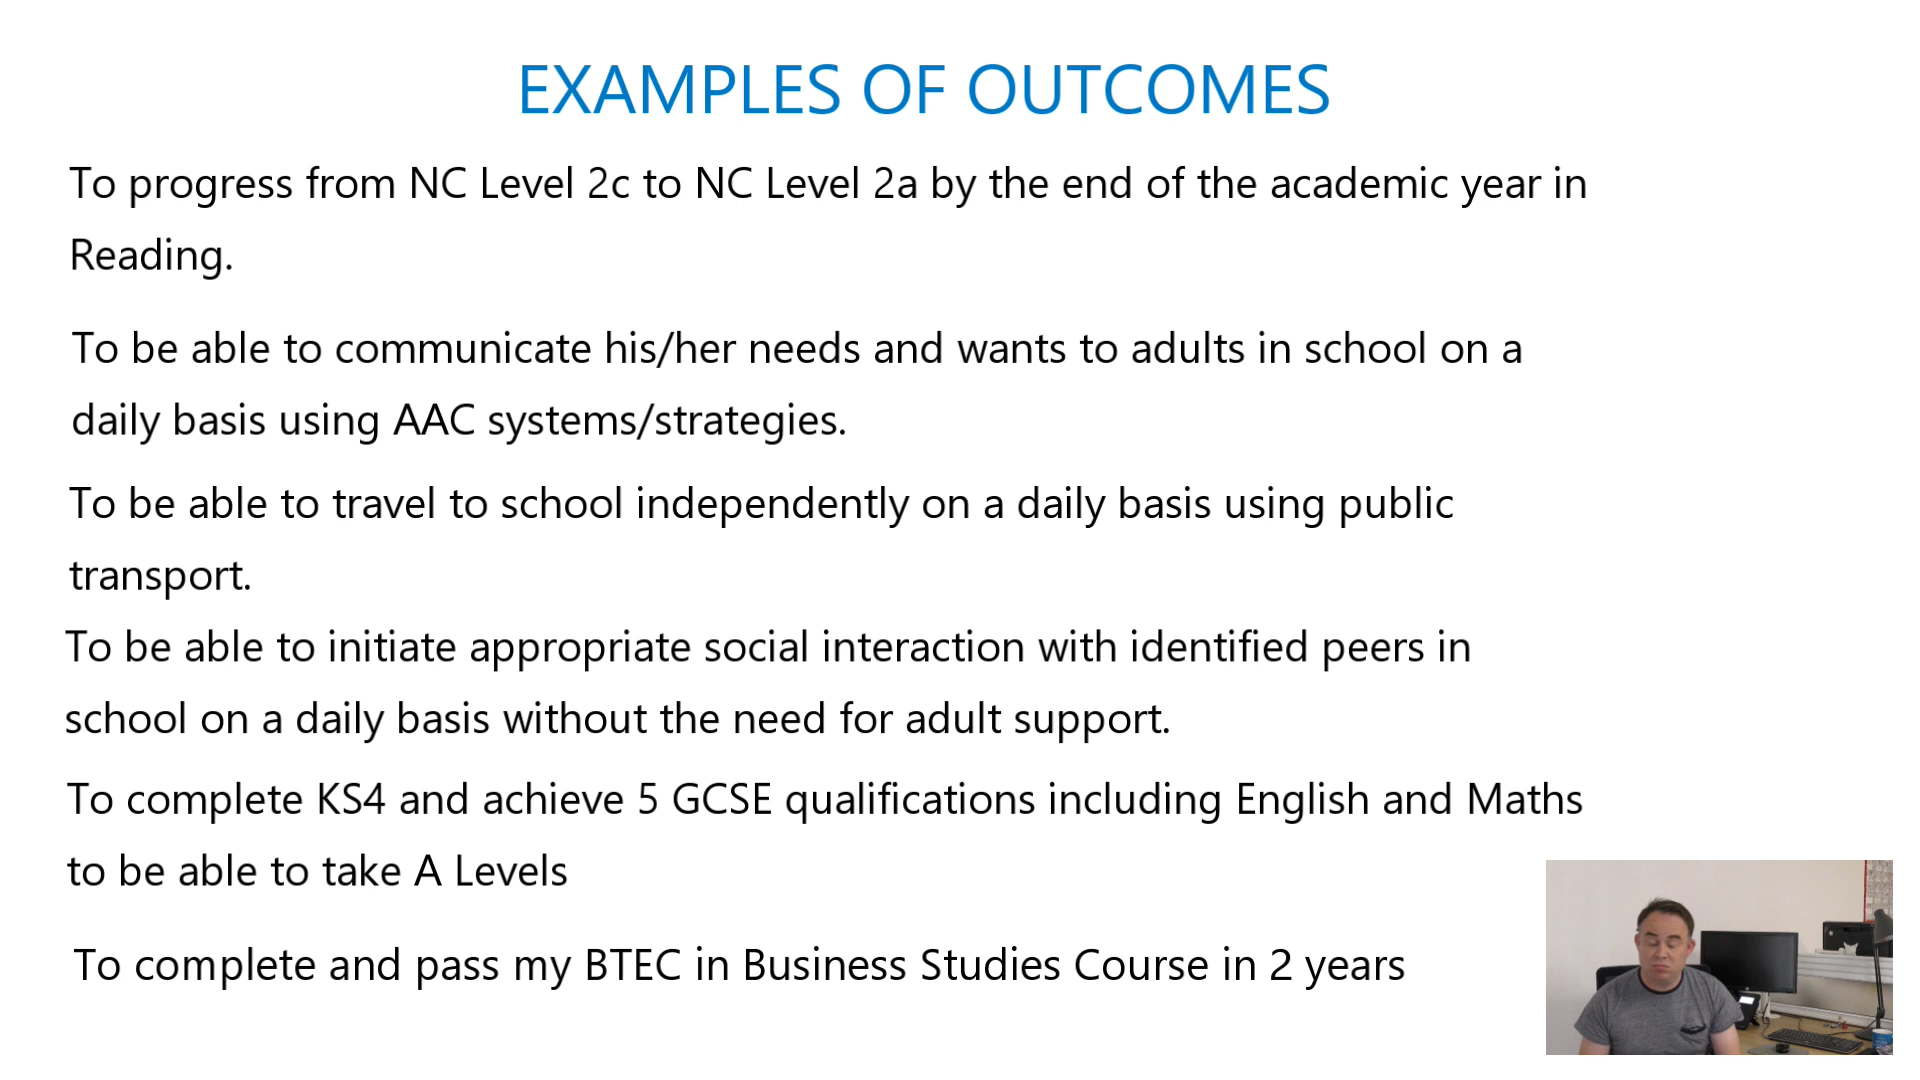 EXAMPLES OF OUTCOMES
To progress from NC Level 2c to NC Level 2a by the end of the academic year in
Reading.
To be able to communicate his/her needs and wants to adults in school on a
daily basis using AAC systems/strategies.
To be able to travel to school independently on a daily basis using public
transport.
To be able to initiate appropriate social interaction with identified peers in
school on a daily basis without the need for adult support.
To complete KS4 and achieve 5 GCSE qualifications including English and Maths
to be able to take A Levels
To complete and pass my BTEC in Business Studies Course in 2 years